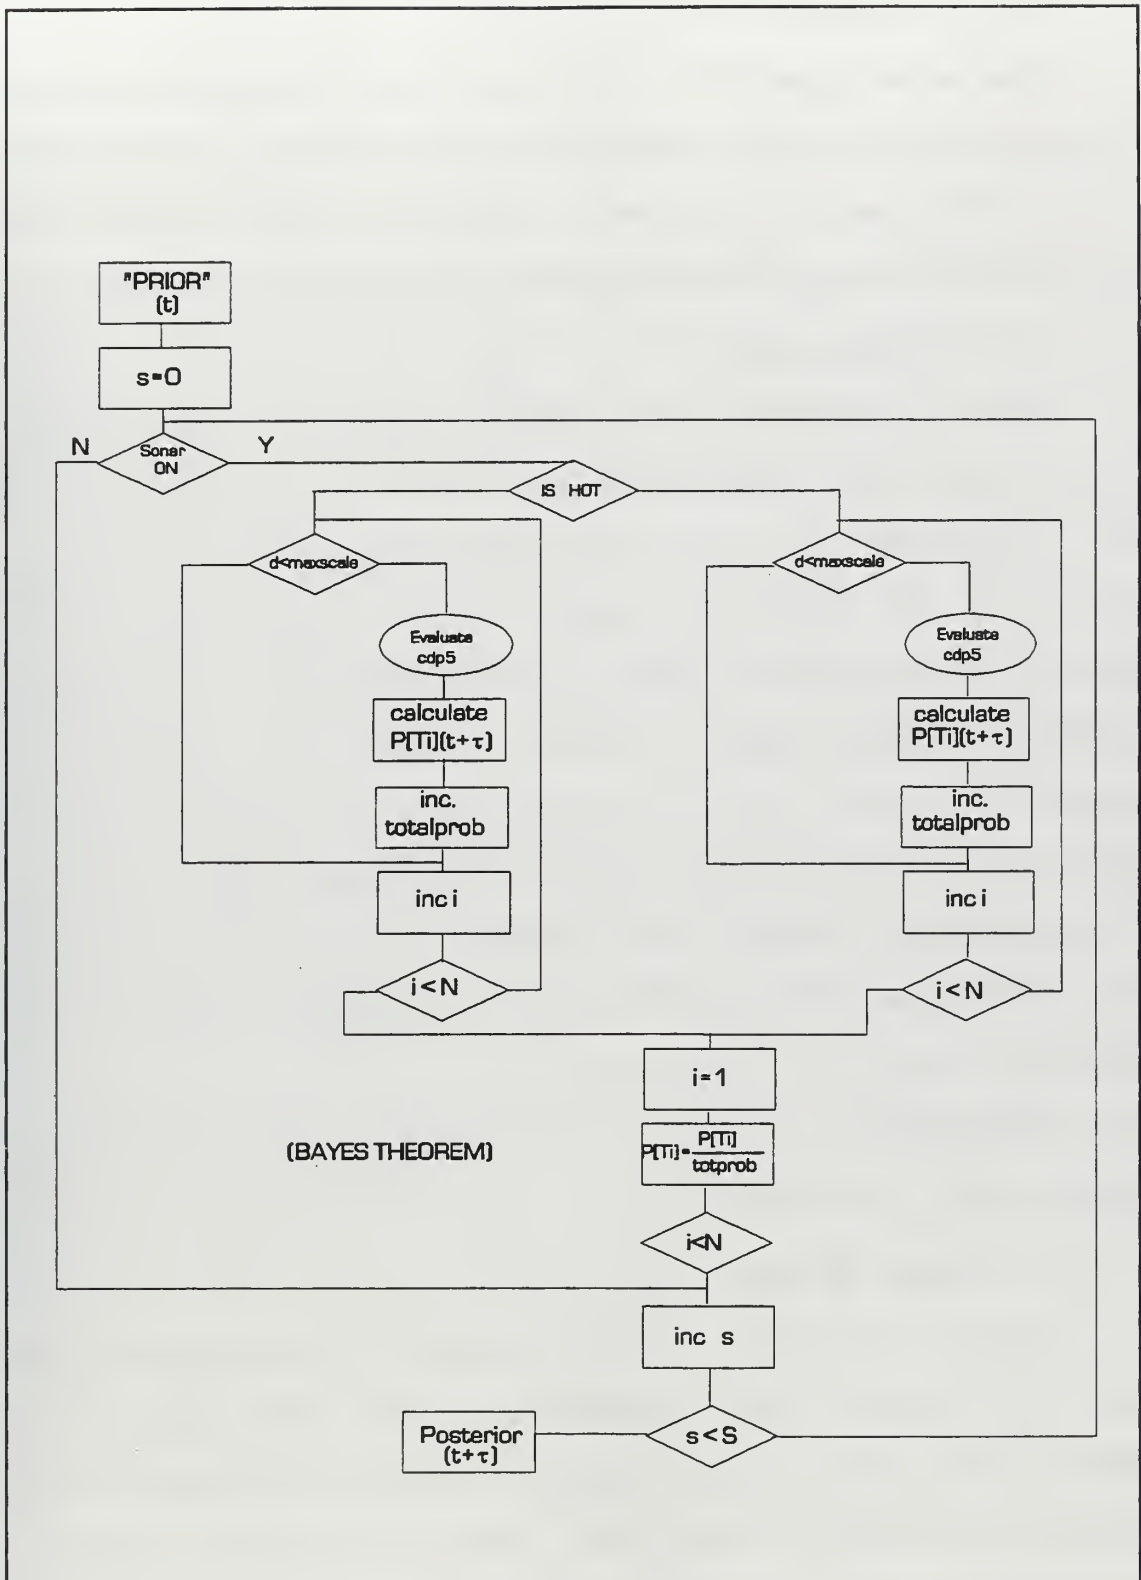 "PRIOR"
(t)
s=0
N
Sonar
ON
Y
IS HOT
d<maxscale
d<maxscale
Evaluate
cdp5
Evaluate
cdp5
calculate
P[Ti](t+τ)
calculate
P[Ti](t+τ)
inc.
totalprob
inc.
totalprob
inc i
inc i
i<N
i<N
i=1
(BAYES THEOREM)
P[Ti]=P[Ti]
totprob
i<N
inc s
Posterior
(t+τ)
s<S